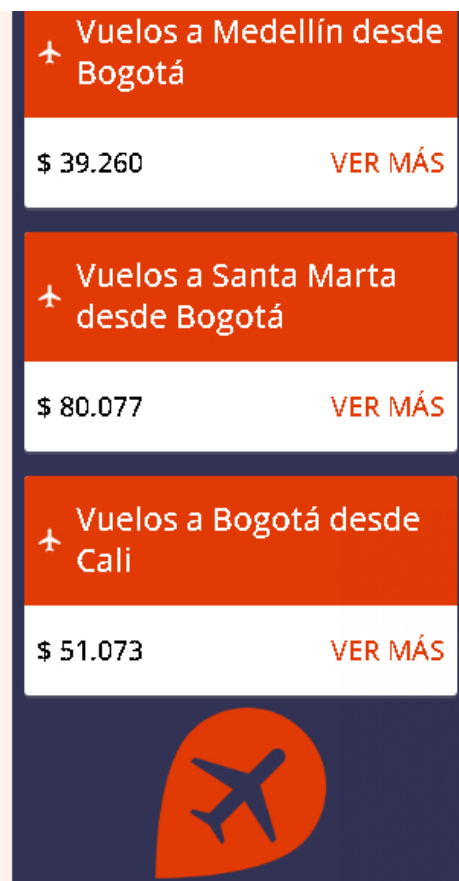 Vuelos a Medellín desde
Bogotá
$ 39.260 VER MÁS
Vuelos a Santa Marta
desde Bogotá
$ 80.077 VER MÁS
Vuelos a Bogotá desde
Cali
$ 51.073 VER MÁS